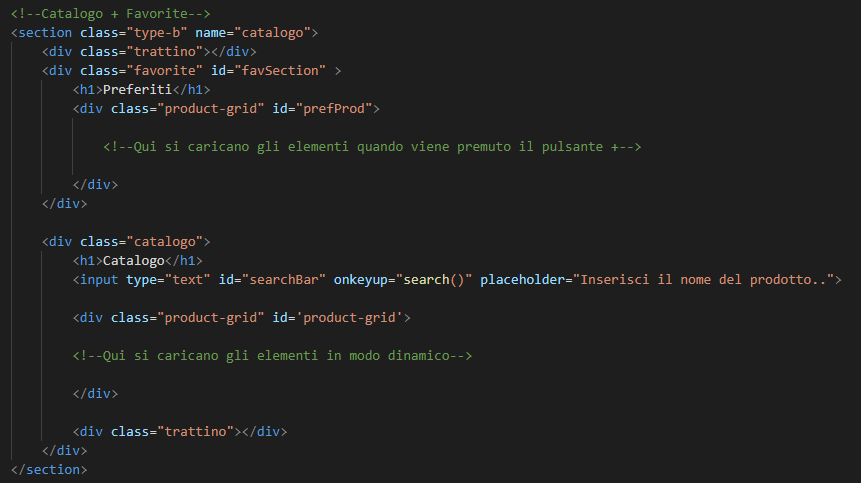 <!--Catalogo + Favorite-->
<section class="type-b" name="catalogo">
<div class="trattino"></div>
<div class="favorite" id="favSection" >
<h1>Preferiti</h1>
<div class="product-grid" id="prefProd">
<!--Qui si caricano gli elementi quando viene premuto il pulsante +-->
</div>
</div>
<div class="catalogo">
<h1>Catalogo</h1>
<input type="text" id="searchBar" onkeyup="search()" placeholder="Inserisci il nome del prodotto..">
<div class="product-grid" id='product-grid'>
<!--Qui si caricano gli elementi in modo dinamico-->
</div>
<div class="trattino"></div>
</div>
</section>